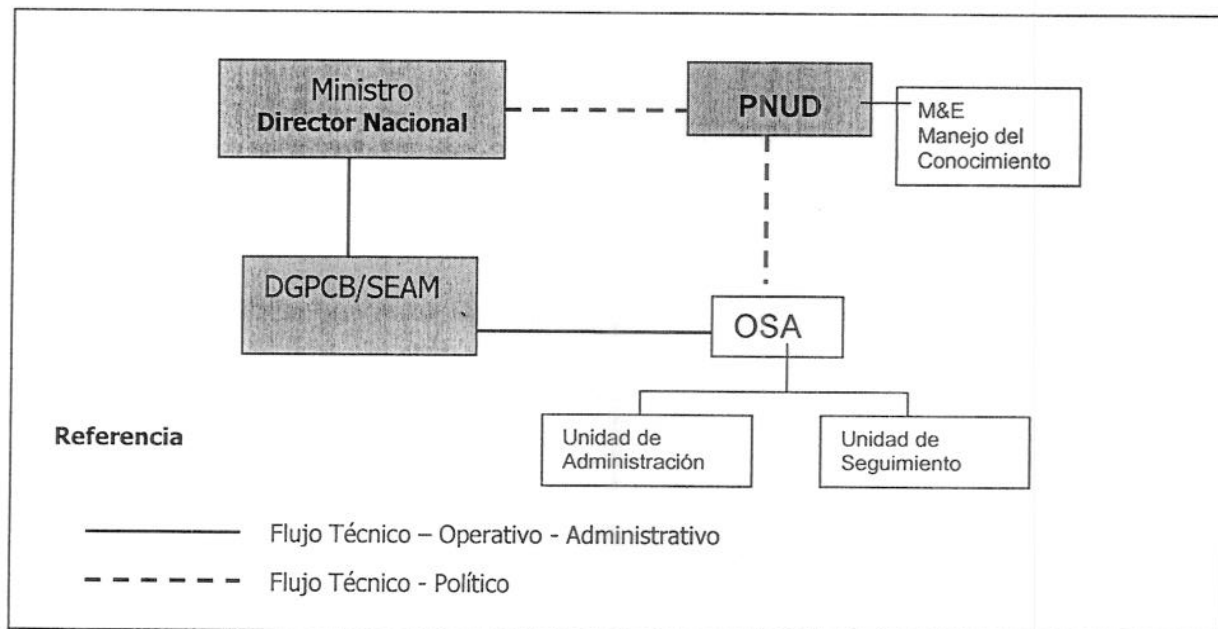 Ministro
Director Nacional
PNUD
M&E
Manejo del
Conocimiento
DGPCB/SEAM
OSA
Unidad de
Administración
Unidad de
Seguimiento
Referencia
Flujo Técnico – Operativo - Administrativo
Flujo Técnico - Político